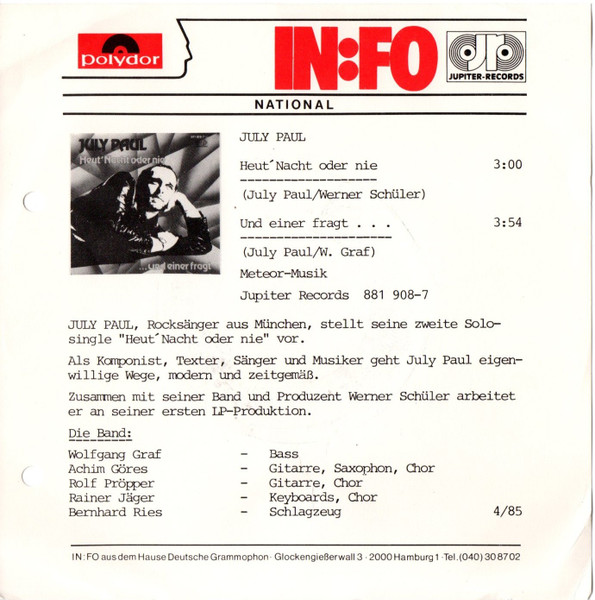 polydor
IN:FO
JR
JUPITER-RECORDS
NATIONAL
JULY PAUL
Heut' Nacht oder nie
...und einer fragt
JULY PAUL
Heut´Nacht oder nie 3:00
(July Paul/Werner Schüler)
Und einer fragt . . . 3:54
(July Paul/W. Graf)
Meteor-Musik
Jupiter Records 881 908-7
JULY PAUL, Rocksänger aus München, stellt seine zweite Solo-
single "Heut´Nacht oder nie" vor.
Als Komponist, Texter, Sänger und Musiker geht July Paul eigen-
willige Wege, modern und zeitgemäß.
Zusammen mit seiner Band und Produzent Werner Schüler arbeitet
er an seiner ersten LP-Produktion.
Die Band:
Wolfgang Graf - Bass
Achim Göres - Gitarre, Saxophon, Chor
Rolf Pröpper - Gitarre, Chor
Rainer Jäger - Keyboards, Chor
Bernhard Ries - Schlagzeug 4/85
IN:FO aus dem Hause Deutsche Grammophon · Glockengießerwall 3 · 2000 Hamburg 1 · Tel. (040) 30 87 02